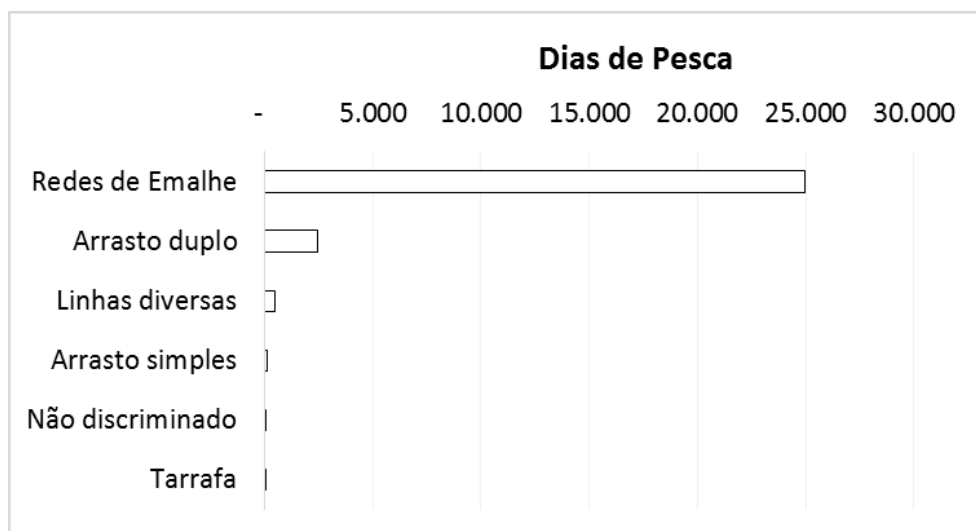 Dias de Pesca
- 5.000 10.000 15.000 20.000 25.000 30.000
Redes de Emalhe
Arrasto duplo
Linhas diversas
Arrasto simples
Não discriminado
Tarrafa